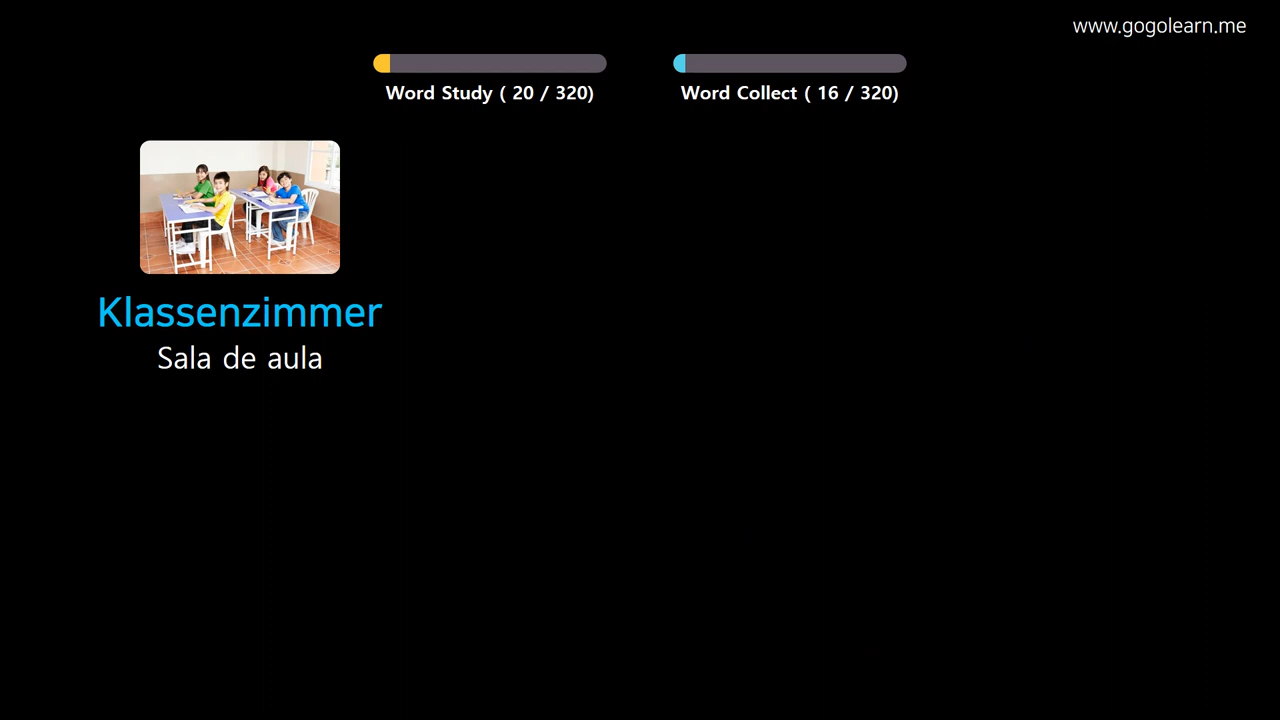 www.gogolearn.me
Word Study ( 20 / 320)
Word Collect ( 16 / 320)
Klassenzimmer
Sala de aula